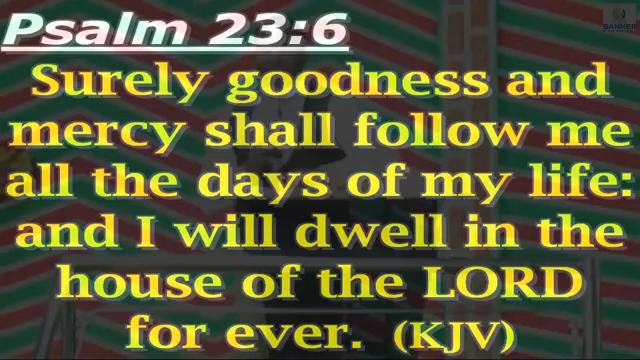 Psalm 23:6
BANNER
Surely goodness and
mercy shall follow me
all the days of my life:
and I will dwell in the
house of the LORD
for ever. (KJV)